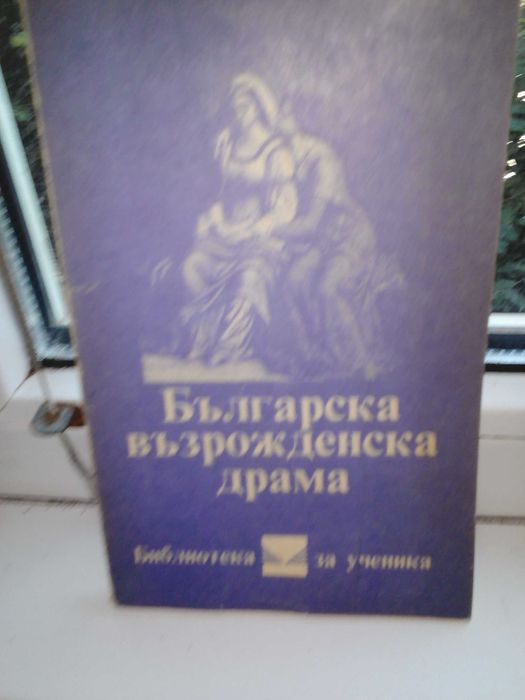 Българска
възрожденска
драма
Библиотека за ученика